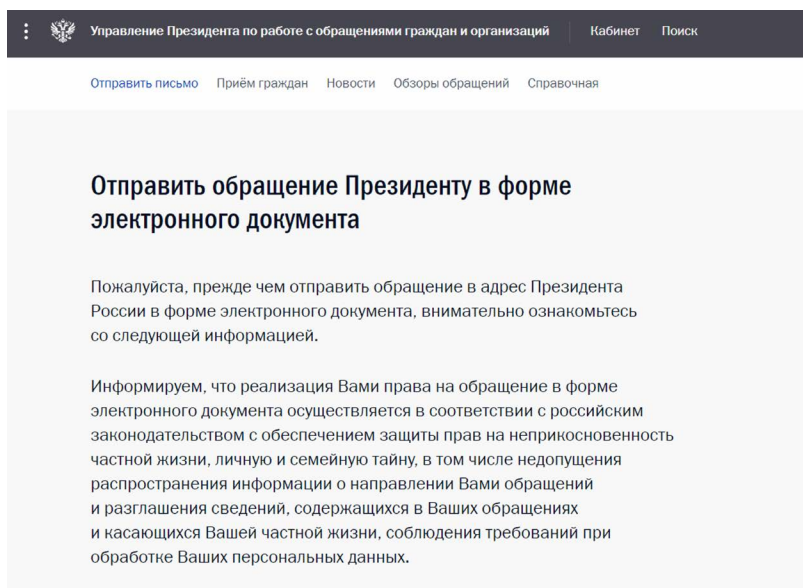 Управление Президента по работе с обращениями граждан и организаций Кабинет Поиск
Отправить письмо Приём граждан Новости Обзоры обращений Справочная
Отправить обращение Президенту в форме
электронного документа
Пожалуйста, прежде чем отправить обращение в адрес Президента
России в форме электронного документа, внимательно ознакомьтесь
со следующей информацией.
Информируем, что реализация Вами права на обращение в форме
электронного документа осуществляется в соответствии с российским
законодательством с обеспечением защиты прав на неприкосновенность
частной жизни, личную и семейную тайну, в том числе недопущения
распространения информации о направлении Вами обращений
и разглашения сведений, содержащихся в Ваших обращениях
и касающихся Вашей частной жизни, соблюдения требований при
обработке Ваших персональных данных.